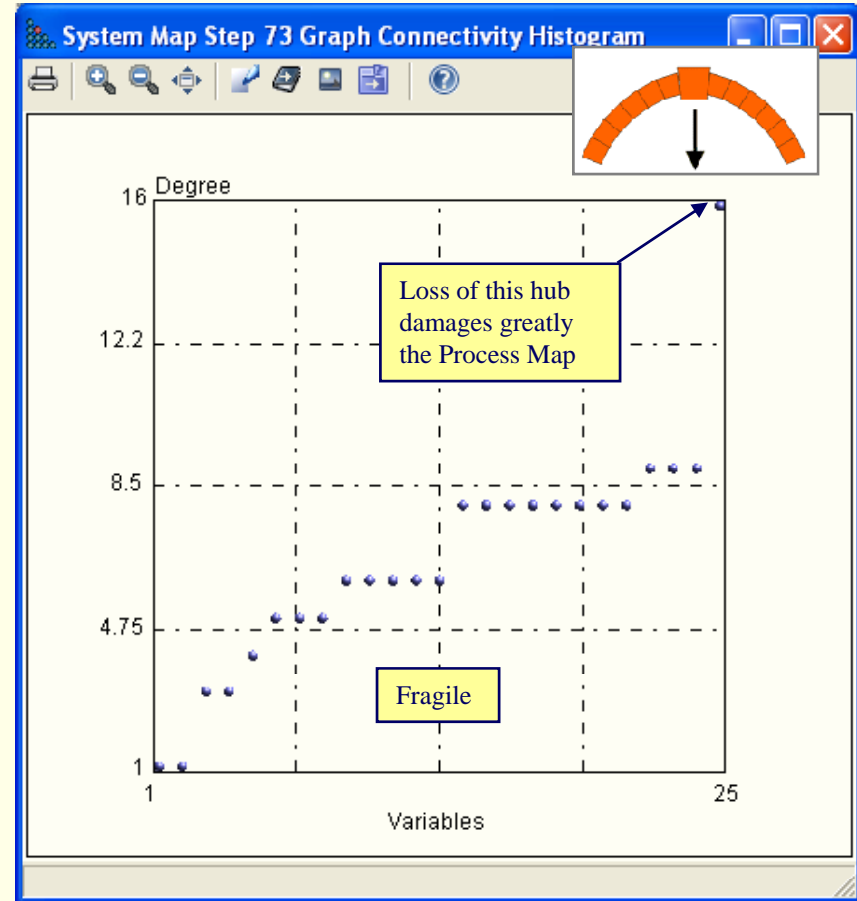 System Map Step 73 Graph Connectivity Histogram
Degree
16
Loss of this hub
damages greatly
the Process Map
12.2
8.5
4.75
Fragile
1
1
25
Variables